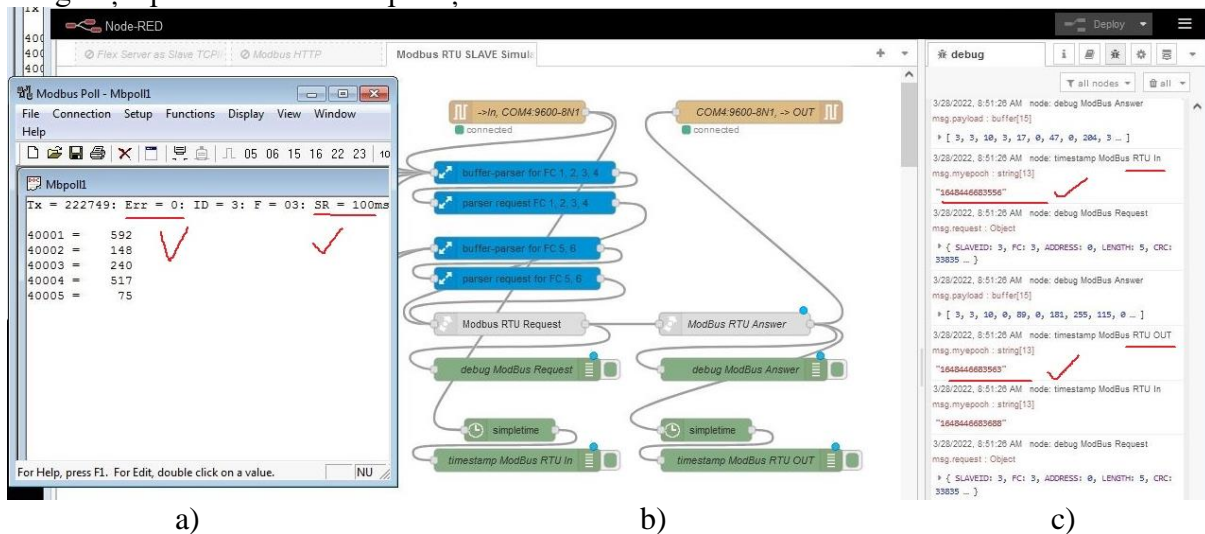 Node-RED
Deploy
Flex Server as Slave TCP/
Modbus HTTP
Modbus RTU SLAVE Simula
debug
all nodes
all
Modbus Poll - Mbpoll1
File Connection Setup Functions Display View Window
Help
05 06 15 16 22 23
Mbpoll1
Tx = 222749: Err = 0: ID = 3: F = 03: SR = 100ms
40001 = 592
40002 = 148
40003 = 240
40004 = 517
40005 = 75
For Help, press F1. For Edit, double click on a value.
NU
->In, COM4:9600-8N1
connected
COM4:9600-8N1, -> OUT
connected
buffer-parser for FC 1, 2, 3, 4
parser request FC 1, 2, 3, 4
buffer-parser for FC 5, 6
parser request for FC 5, 6
Modbus RTU Request
ModBus RTU Answer
debug ModBus Request
debug ModBus Answer
simpletime
simpletime
timestamp ModBus RTU In
timestamp ModBus RTU OUT
3/28/2022, 8:51:26 AM node: debug ModBus Answer
msg.payload : buffer[15]
[ 3, 3, 10, 3, 17, 0, 47, 0, 204, 3 … ]
3/28/2022, 8:51:26 AM node: timestamp ModBus RTU In
msg.myepoch : string[13]
"1648446683556"
3/28/2022, 8:51:26 AM node: debug ModBus Request
msg.request : Object
{ SLAVEID: 3, FC: 3, ADDRESS: 0, LENGTH: 5, CRC:
33835 … }
3/28/2022, 8:51:26 AM node: debug ModBus Answer
msg.payload : buffer[15]
[ 3, 3, 10, 0, 89, 0, 181, 255, 115, 0 … ]
3/28/2022, 8:51:26 AM node: timestamp ModBus RTU OUT
msg.myepoch : string[13]
"1648446683563"
3/28/2022, 8:51:26 AM node: timestamp ModBus RTU In
msg.myepoch : string[13]
"1648446683688"
3/28/2022, 8:51:26 AM node: debug ModBus Request
msg.request : Object
{ SLAVEID: 3, FC: 3, ADDRESS: 0, LENGTH: 5, CRC:
33835 … }
a)
b)
c)